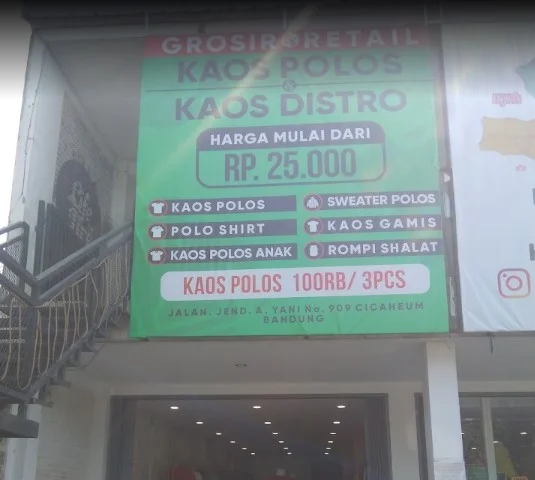 GROSIR@RETAIL
KAOS POLOS
&
KAOS DISTRO
HARGA MULAI DARI
RP. 25.000
KAOS POLOS
SWEATER POLOS
POLO SHIRT
KAOS GAMIS
KAOS POLOS ANAK
ROMPI SHALAT
KAOS POLOS 100RB/ 3PCS
JALAN. JEND. A. YANI No. 909 CICAHEUM
BANDUNG